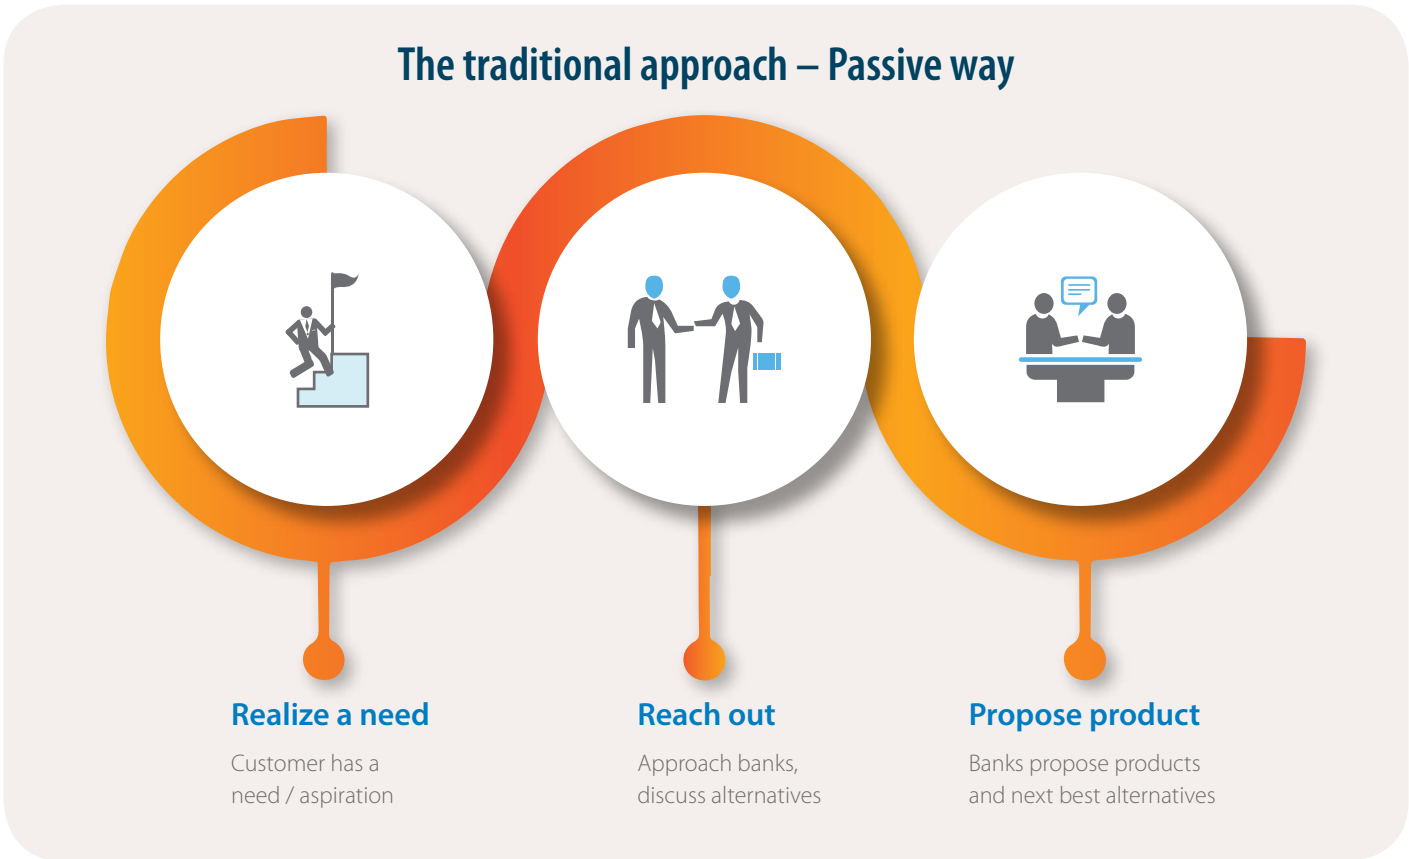 The traditional approach – Passive way
Realize a need
Customer has a
need / aspiration
Reach out
Approach banks,
discuss alternatives
Propose product
Banks propose products
and next best alternatives